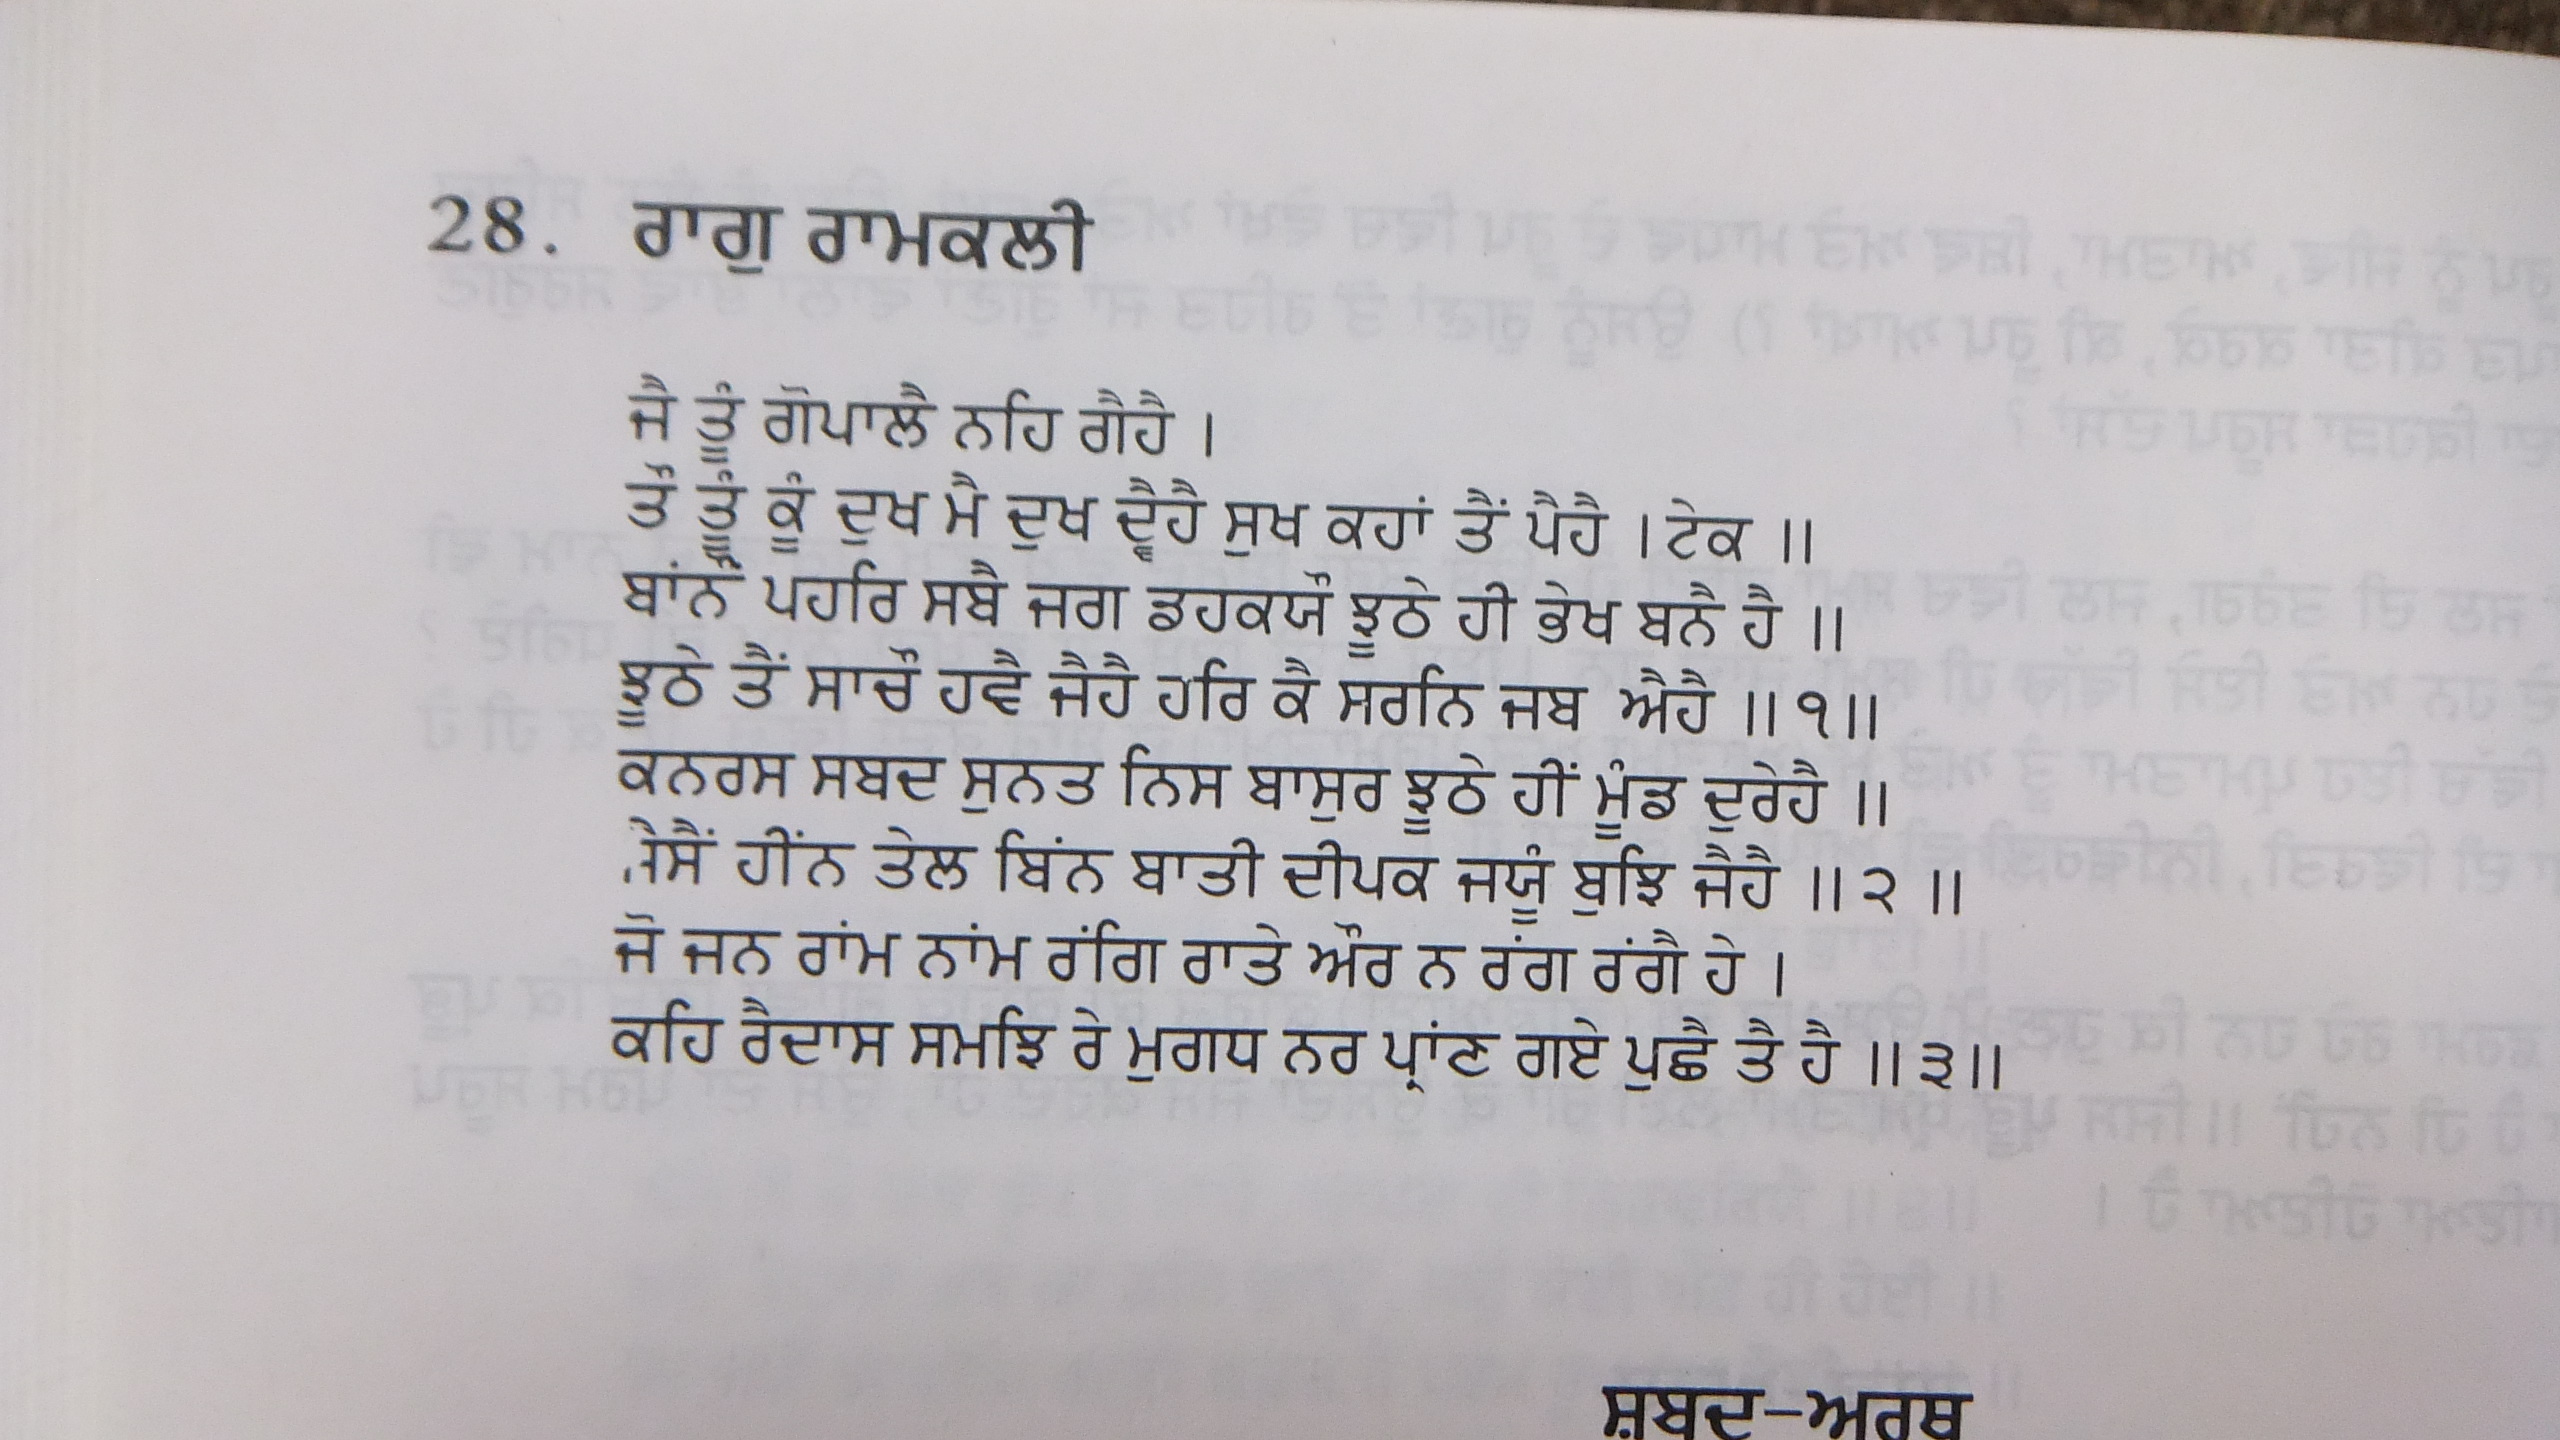 28. ਰਾਗੁ ਰਾਮਕਲੀ
ਜੈ ਤੂੰ ਗੋਪਾਲੈ ਨਹਿ ਗੈਹੈ ।
ਤੌ ਤੂੰ ਕੂੰ ਦੁਖ ਮੈ ਦੁਖ ਦ੍ਵੈਹੈ ਸੁਖ ਕਹਾਂ ਤੈਂ ਪੈਹੈ । ਟੇਕ ॥
ਬਾਂਨੌ ਪਹਰਿ ਸਬੈ ਜਗ ਡਹਕਯੌ ਝੂਠੇ ਹੀ ਭੇਖ ਬਨੈ ਹੈ ॥
ਝੂਠੇ ਤੈਂ ਸਾਚੌ ਹਵੈ ਜੈਹੈ ਹਰਿ ਕੈ ਸਰਨਿ ਜਬ ਐਹੈ ॥ ੧॥
ਕਨਰਸ ਸਬਦ ਸੁਨਤ ਨਿਸ ਬਾਸੁਰ ਝੂਠੇ ਹੀਂ ਮੂੰਡ ਦੁਰੇਹੈ ॥
ਜੈਸੈਂ ਹੀਂਨ ਤੇਲ ਬਿੰਨ ਬਾਤੀ ਦੀਪਕ ਜਯੂੰ ਬੁਝਿ ਜੈਹੈ ॥ ੨ ॥
ਜੋ ਜਨ ਰਾਂਮ ਨਾਂਮ ਰੰਗਿ ਰਾਤੇ ਔਰ ਨ ਰੰਗ ਰੰਗੈ ਹੇ ।
ਕਹਿ ਰੈਦਾਸ ਸਮਝਿ ਰੇ ਮੁਗਧ ਨਰ ਪ੍ਰਾਂਣ ਗਏ ਪੁਛੈ ਤੈ ਹੈ ॥ ੩॥
ਸ਼ਬਦ-ਅਰਥ